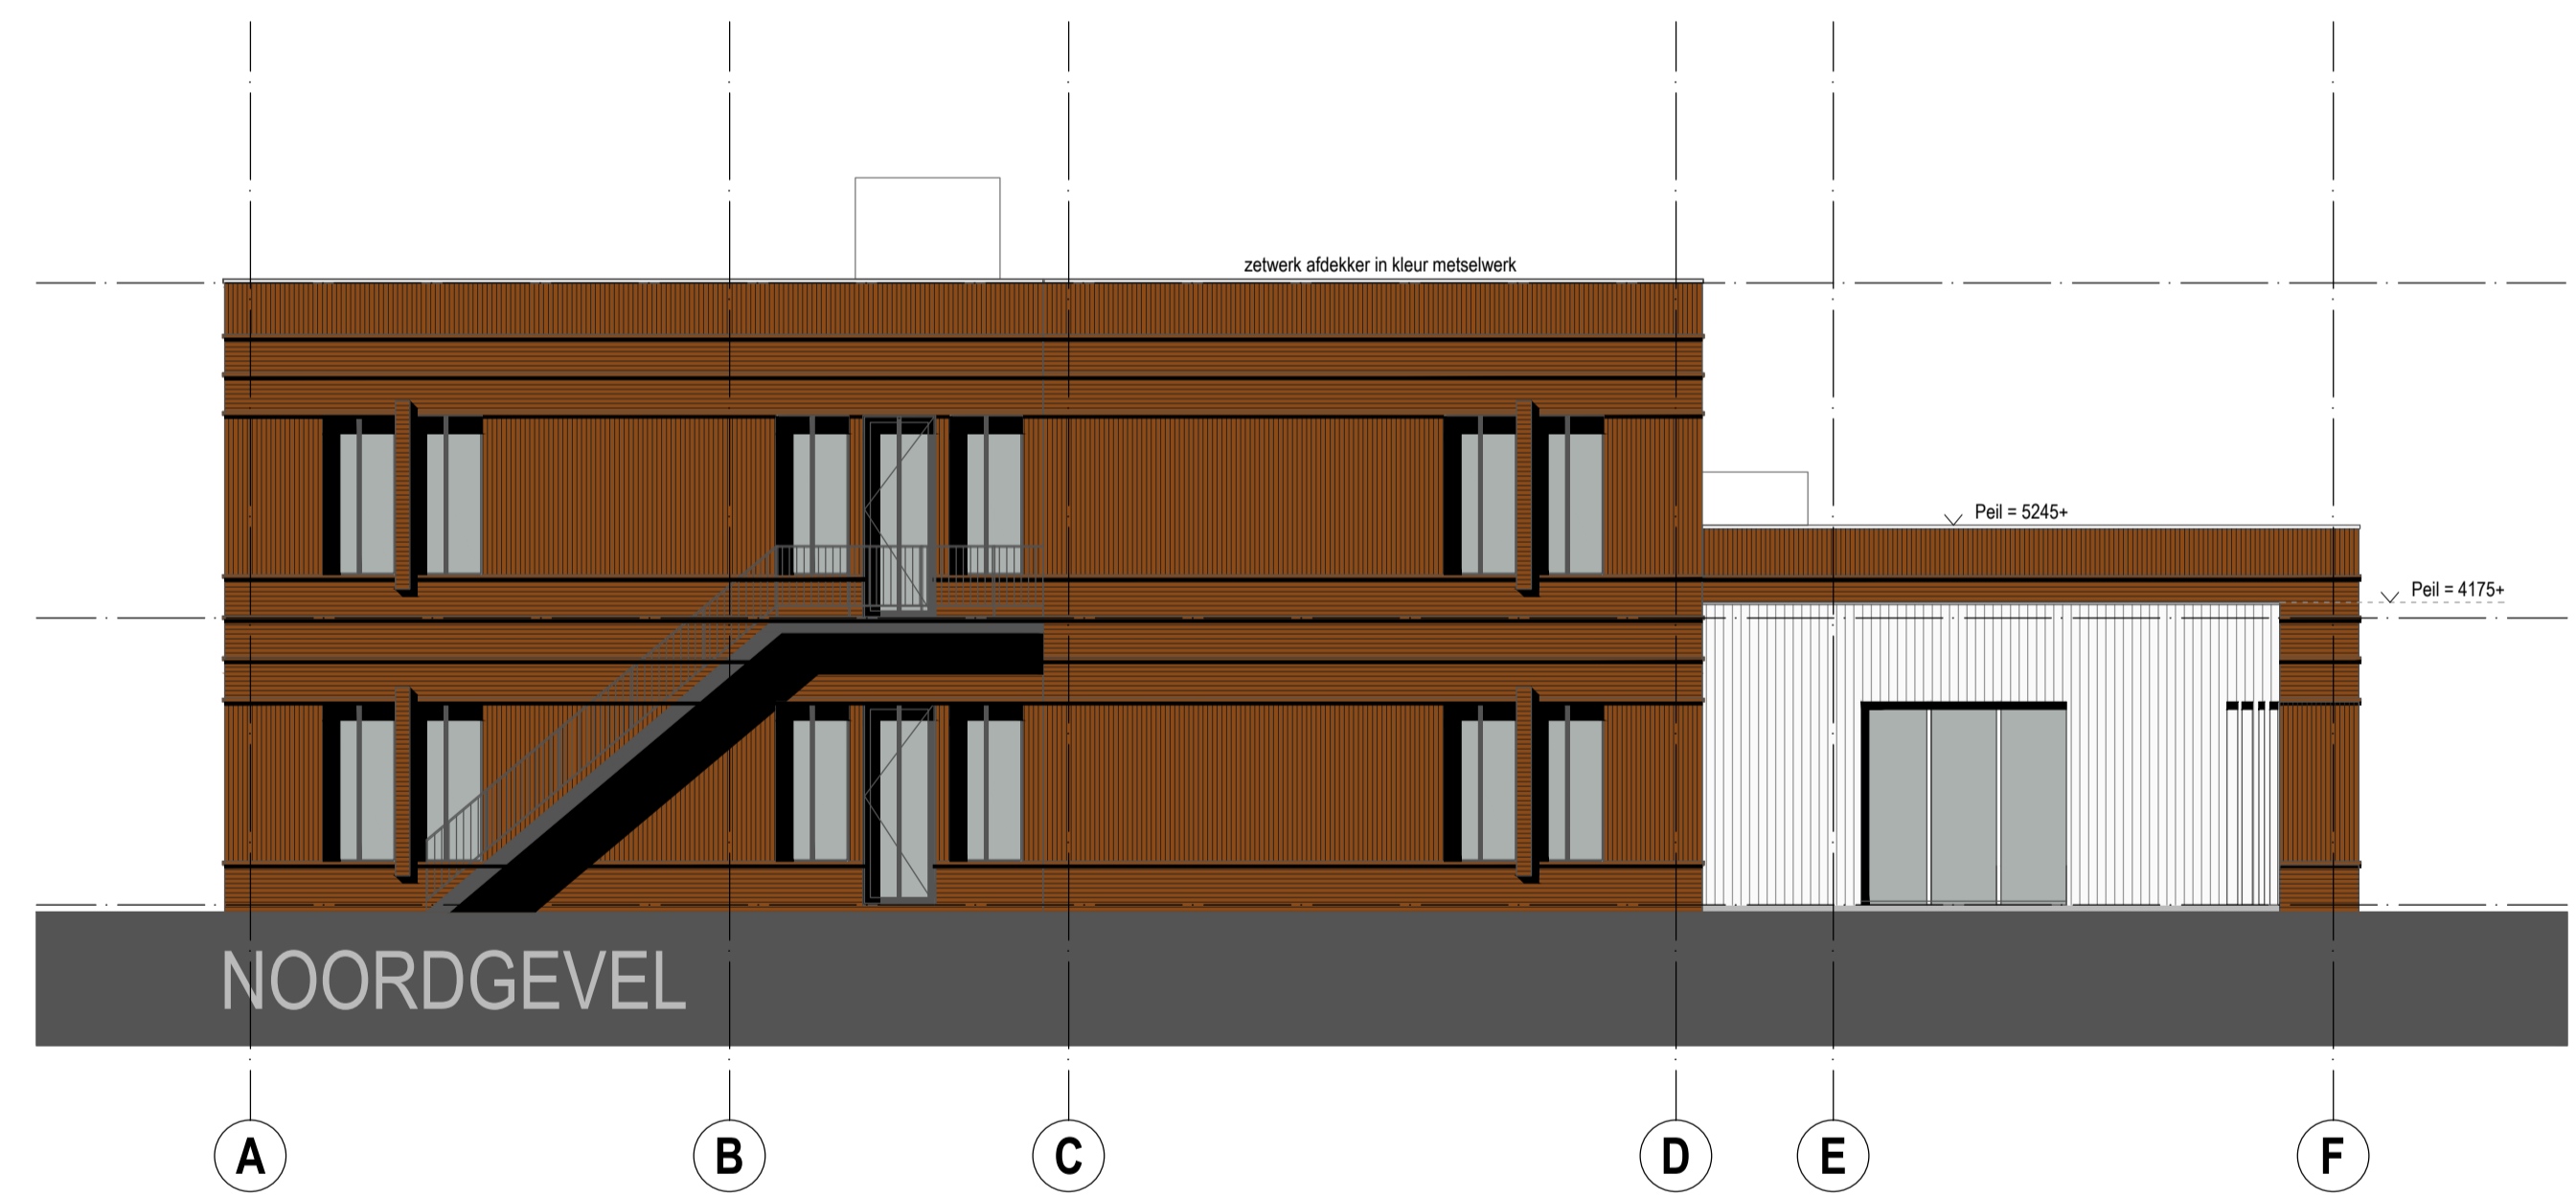 zetwerk afdekker in kleur metselwerk
Peil = 5245+
Peil = 4175+
NOORDGEVEL
A B C D E F